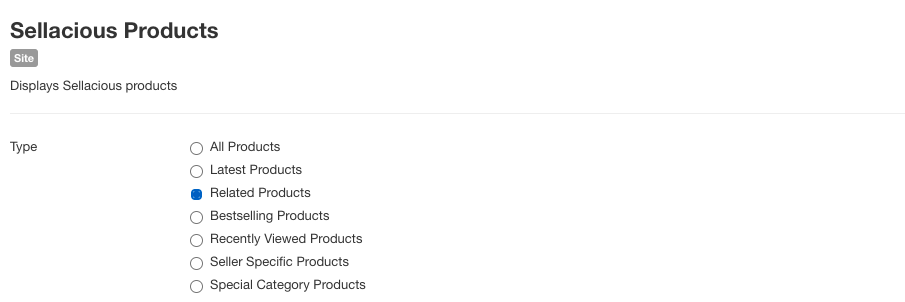 Sellacious Products
Site
Displays Sellacious products
Type
All Products
Latest Products
Related Products
Bestselling Products
Recently Viewed Products
Seller Specific Products
Special Category Products